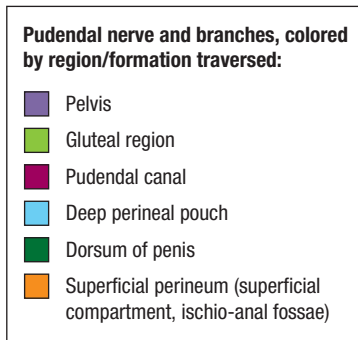 Pudendal nerve and branches, colored
by region/formation traversed:
Pelvis
Gluteal region
Pudendal canal
Deep perineal pouch
Dorsum of penis
Superficial perineum (superficial
compartment, ischio-anal fossae)